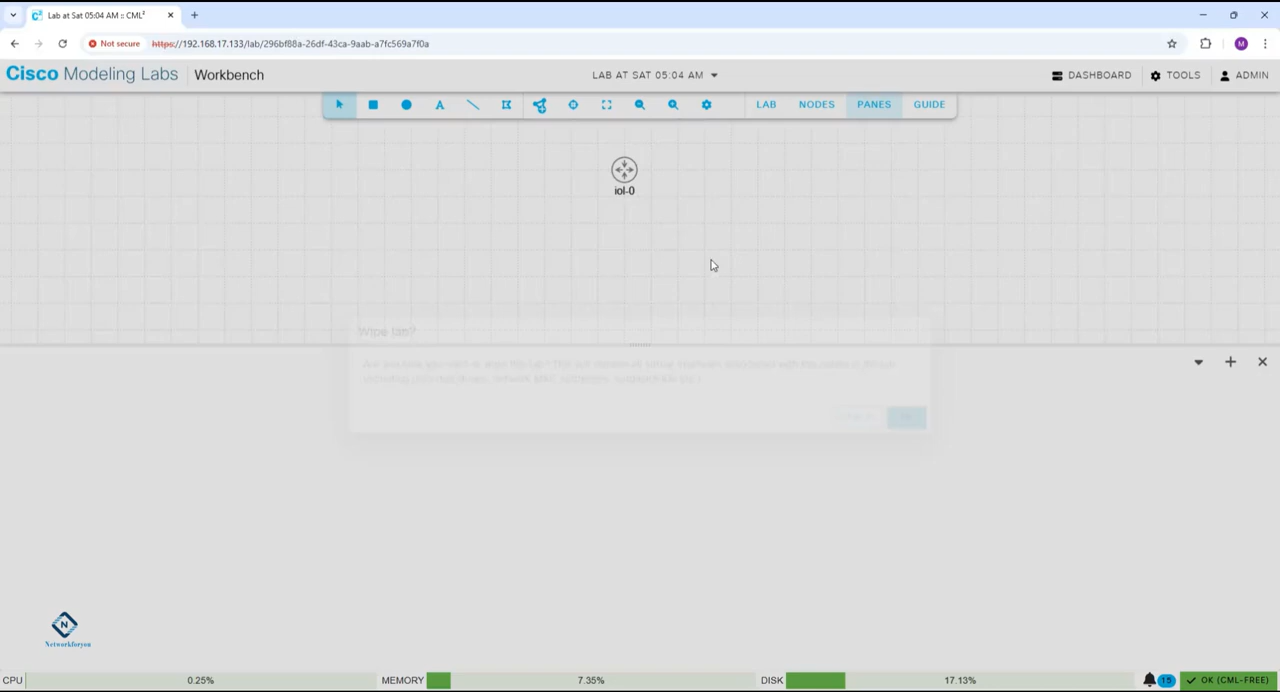 Lab at Sat 05:04 AM :: CML²
Not secure https://192.168.17.133/lab/296bf88a-26df-43ca-9aab-a7fc569a7f0a
M
Cisco Modeling Labs Workbench LAB AT SAT 05:04 AM DASHBOARD TOOLS ADMIN
A LAB NODES PANES GUIDE
iol-0
Wipe lab?
N
Networkforyou
CPU 0.25% MEMORY 7.35% DISK 17.13% 15 OK (CML-FREE)